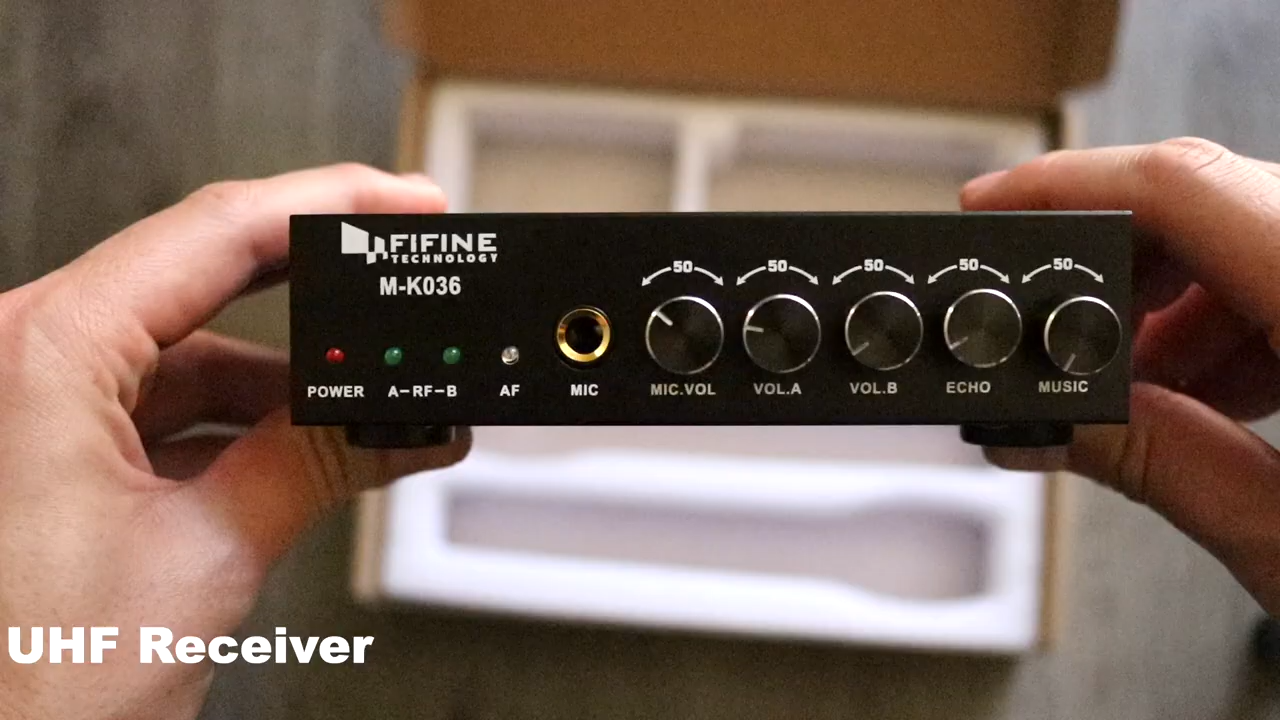 FIFINE
TECHNOLOGY
M-K036
50 50 50 50 50
POWER A-RF-B AF MIC MIC.VOL VOL.A VOL.B ECHO MUSIC
UHF Receiver